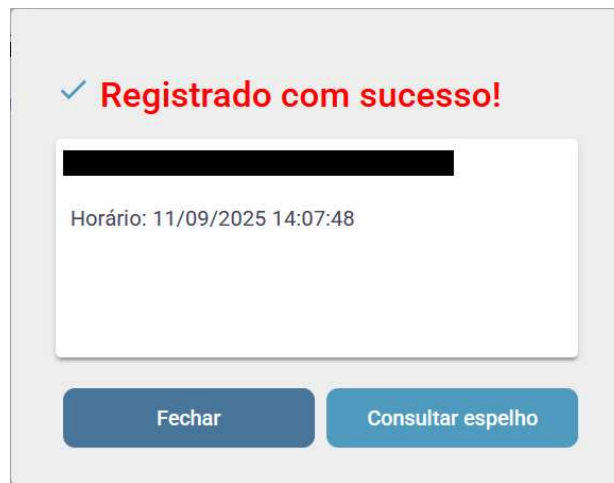 Registrado com sucesso!
Horário: 11/09/2025 14:07:48
Fechar
Consultar espelho